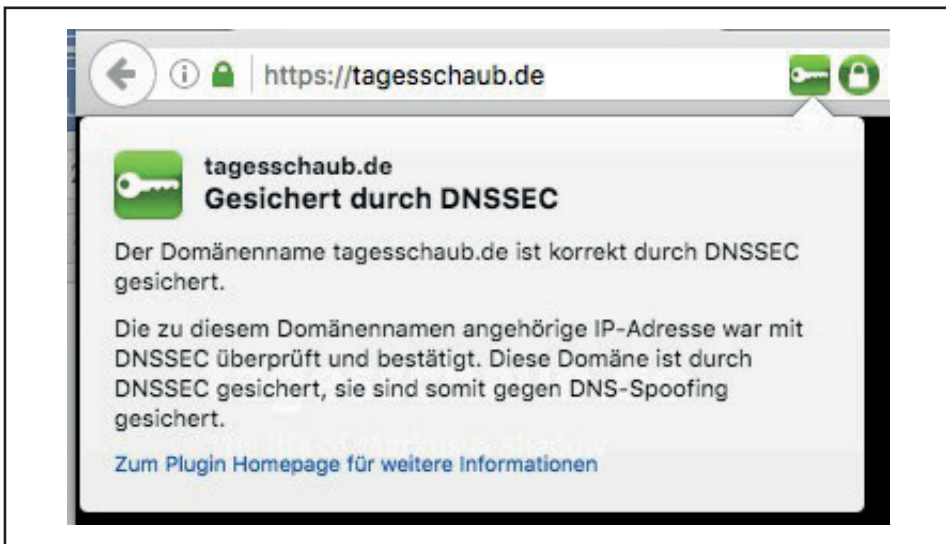 https://tagesschaub.de
tagesschaub.de
Gesichert durch DNSSEC
Der Domänenname tagesschaub.de ist korrekt durch DNSSEC
gesichert.
Die zu diesem Domänennamen angehörige IP-Adresse war mit
DNSSEC überprüft und bestätigt. Diese Domäne ist durch
DNSSEC gesichert, sie sind somit gegen DNS-Spoofing
gesichert.
Zum Plugin Homepage für weitere Informationen